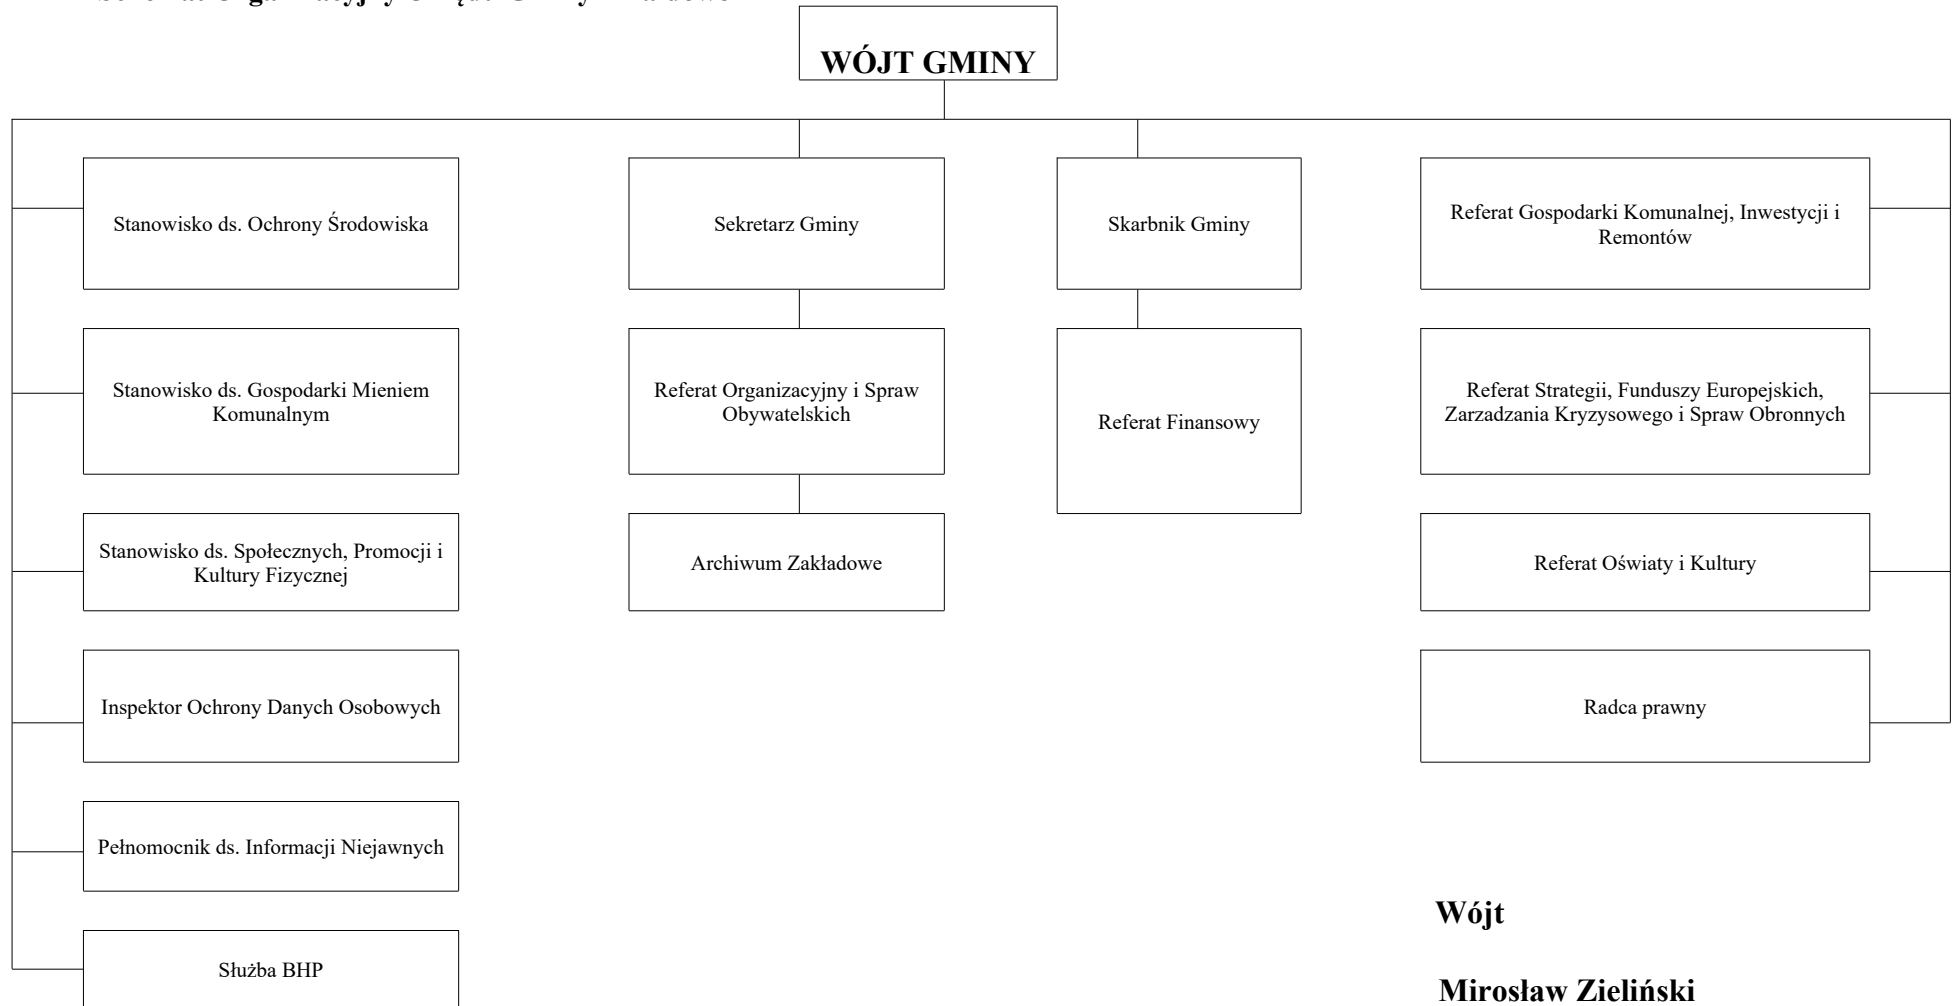 WÓJT GMINY
Stanowisko ds. Ochrony Środowiska
Sekretarz Gminy
Skarbnik Gminy
Referat Gospodarki Komunalnej, Inwestycji i
Remontów
Stanowisko ds. Gospodarki Mieniem
Komunalnym
Referat Organizacyjny i Spraw
Obywatelskich
Referat Finansowy
Referat Strategii, Funduszy Europejskich,
Zarzadzania Kryzysowego i Spraw Obronnych
Stanowisko ds. Społecznych, Promocji i
Kultury Fizycznej
Archiwum Zakładowe
Referat Oświaty i Kultury
Inspektor Ochrony Danych Osobowych
Radca prawny
Pełnomocnik ds. Informacji Niejawnych
Służba BHP
Wójt
Mirosław Zieliński